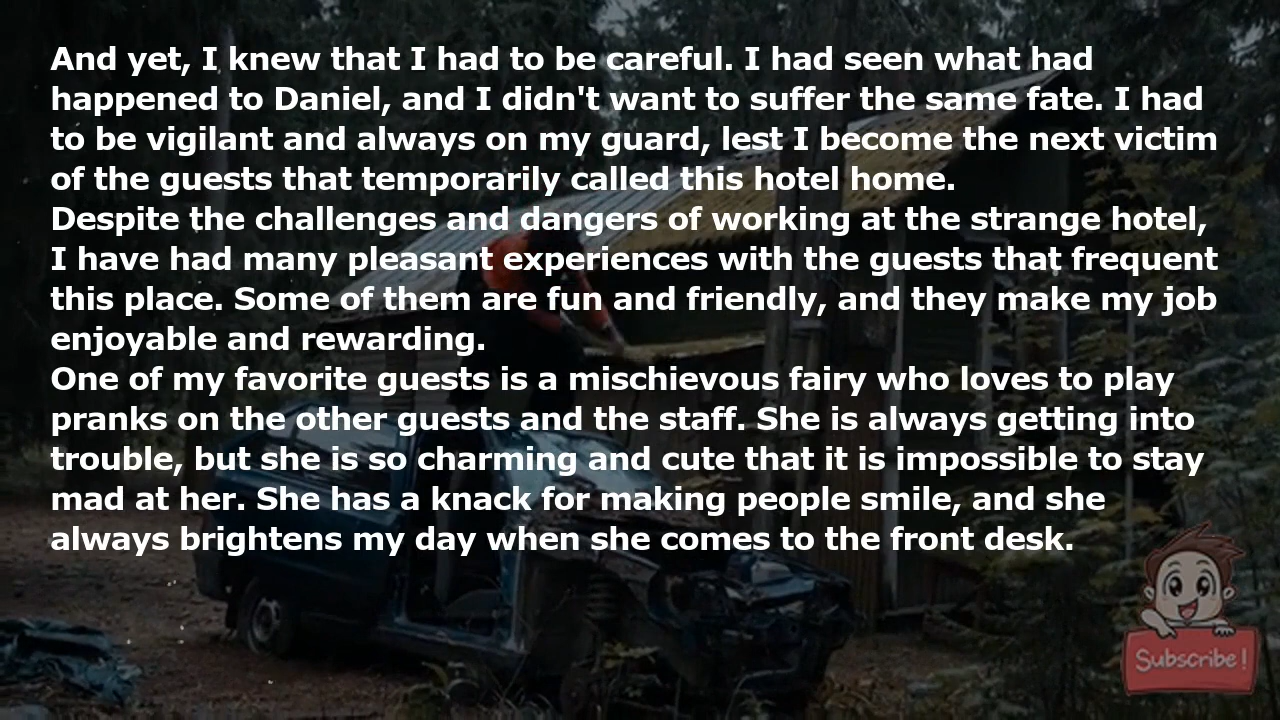 And yet, I knew that I had to be careful. I had seen what had
happened to Daniel, and I didn't want to suffer the same fate. I had
to be vigilant and always on my guard, lest I become the next victim
of the guests that temporarily called this hotel home.
Despite the challenges and dangers of working at the strange hotel,
I have had many pleasant experiences with the guests that frequent
this place. Some of them are fun and friendly, and they make my job
enjoyable and rewarding.
One of my favorite guests is a mischievous fairy who loves to play
pranks on the other guests and the staff. She is always getting into
trouble, but she is so charming and cute that it is impossible to stay
mad at her. She has a knack for making people smile, and she
always brightens my day when she comes to the front desk.
Subscribe!